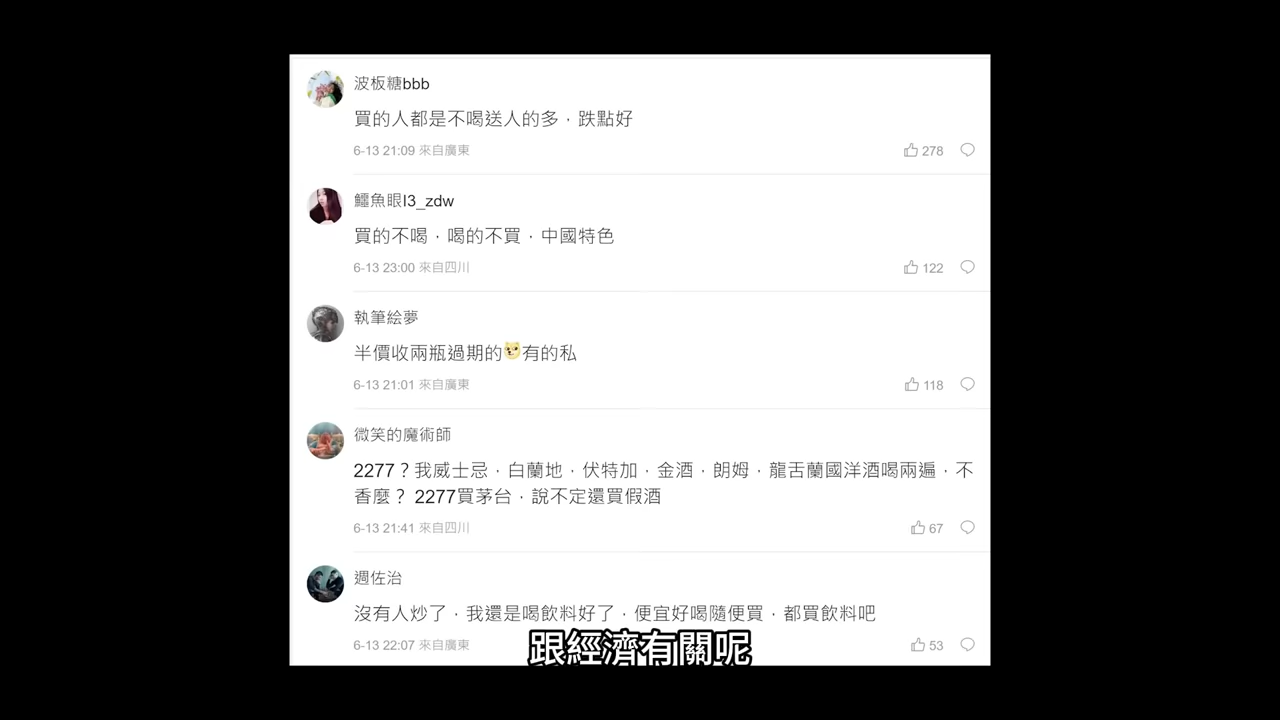 波板糖bbb
買的人都是不喝送人的多，跌點好
6-13 21:09 來自廣東
278
鱷魚眼I3_zdw
買的不喝，喝的不買，中國特色
6-13 23:00 來自四川
122
執筆絵夢
半價收兩瓶過期的😏有的私
6-13 21:01 來自廣東
118
微笑的魔術師
2277？我威士忌，白蘭地，伏特加，金酒，朗姆，龍舌蘭國洋酒喝兩遍，不
香麼？ 2277買茅台，說不定還買假酒
6-13 21:41 來自四川
67
週佐治
沒有人炒了，我還是喝飲料好了，便宜好喝隨便買，都買飲料吧
6-13 22:07 來自廣東
53
跟經濟有關呢